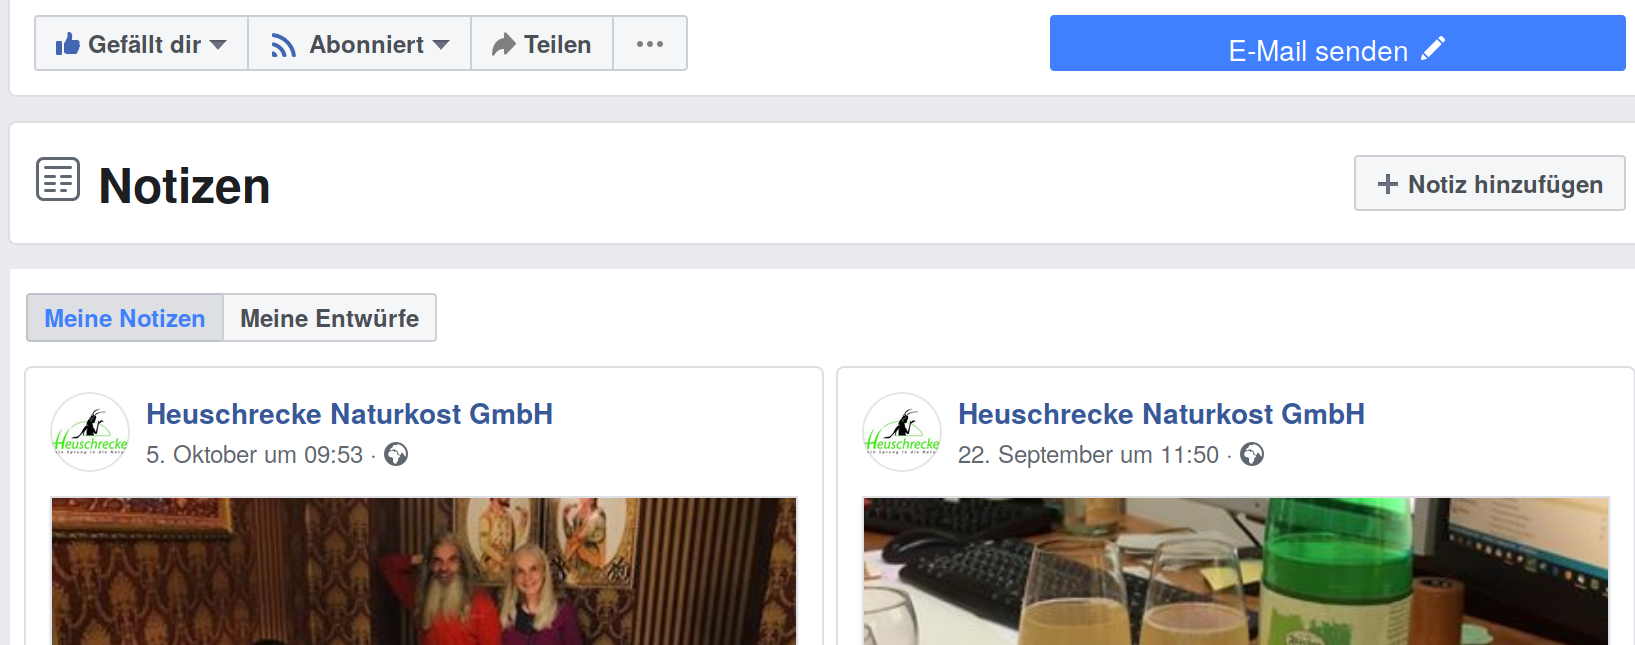 Gefällt dir
Abonniert
Teilen
E-Mail senden
Notizen
Notiz hinzufügen
Meine Notizen
Meine Entwürfe
Heuschrecke
Heuschrecke Naturkost GmbH
5. Oktober um 09:53 ·
Heuschrecke
Heuschrecke Naturkost GmbH
22. September um 11:50 ·